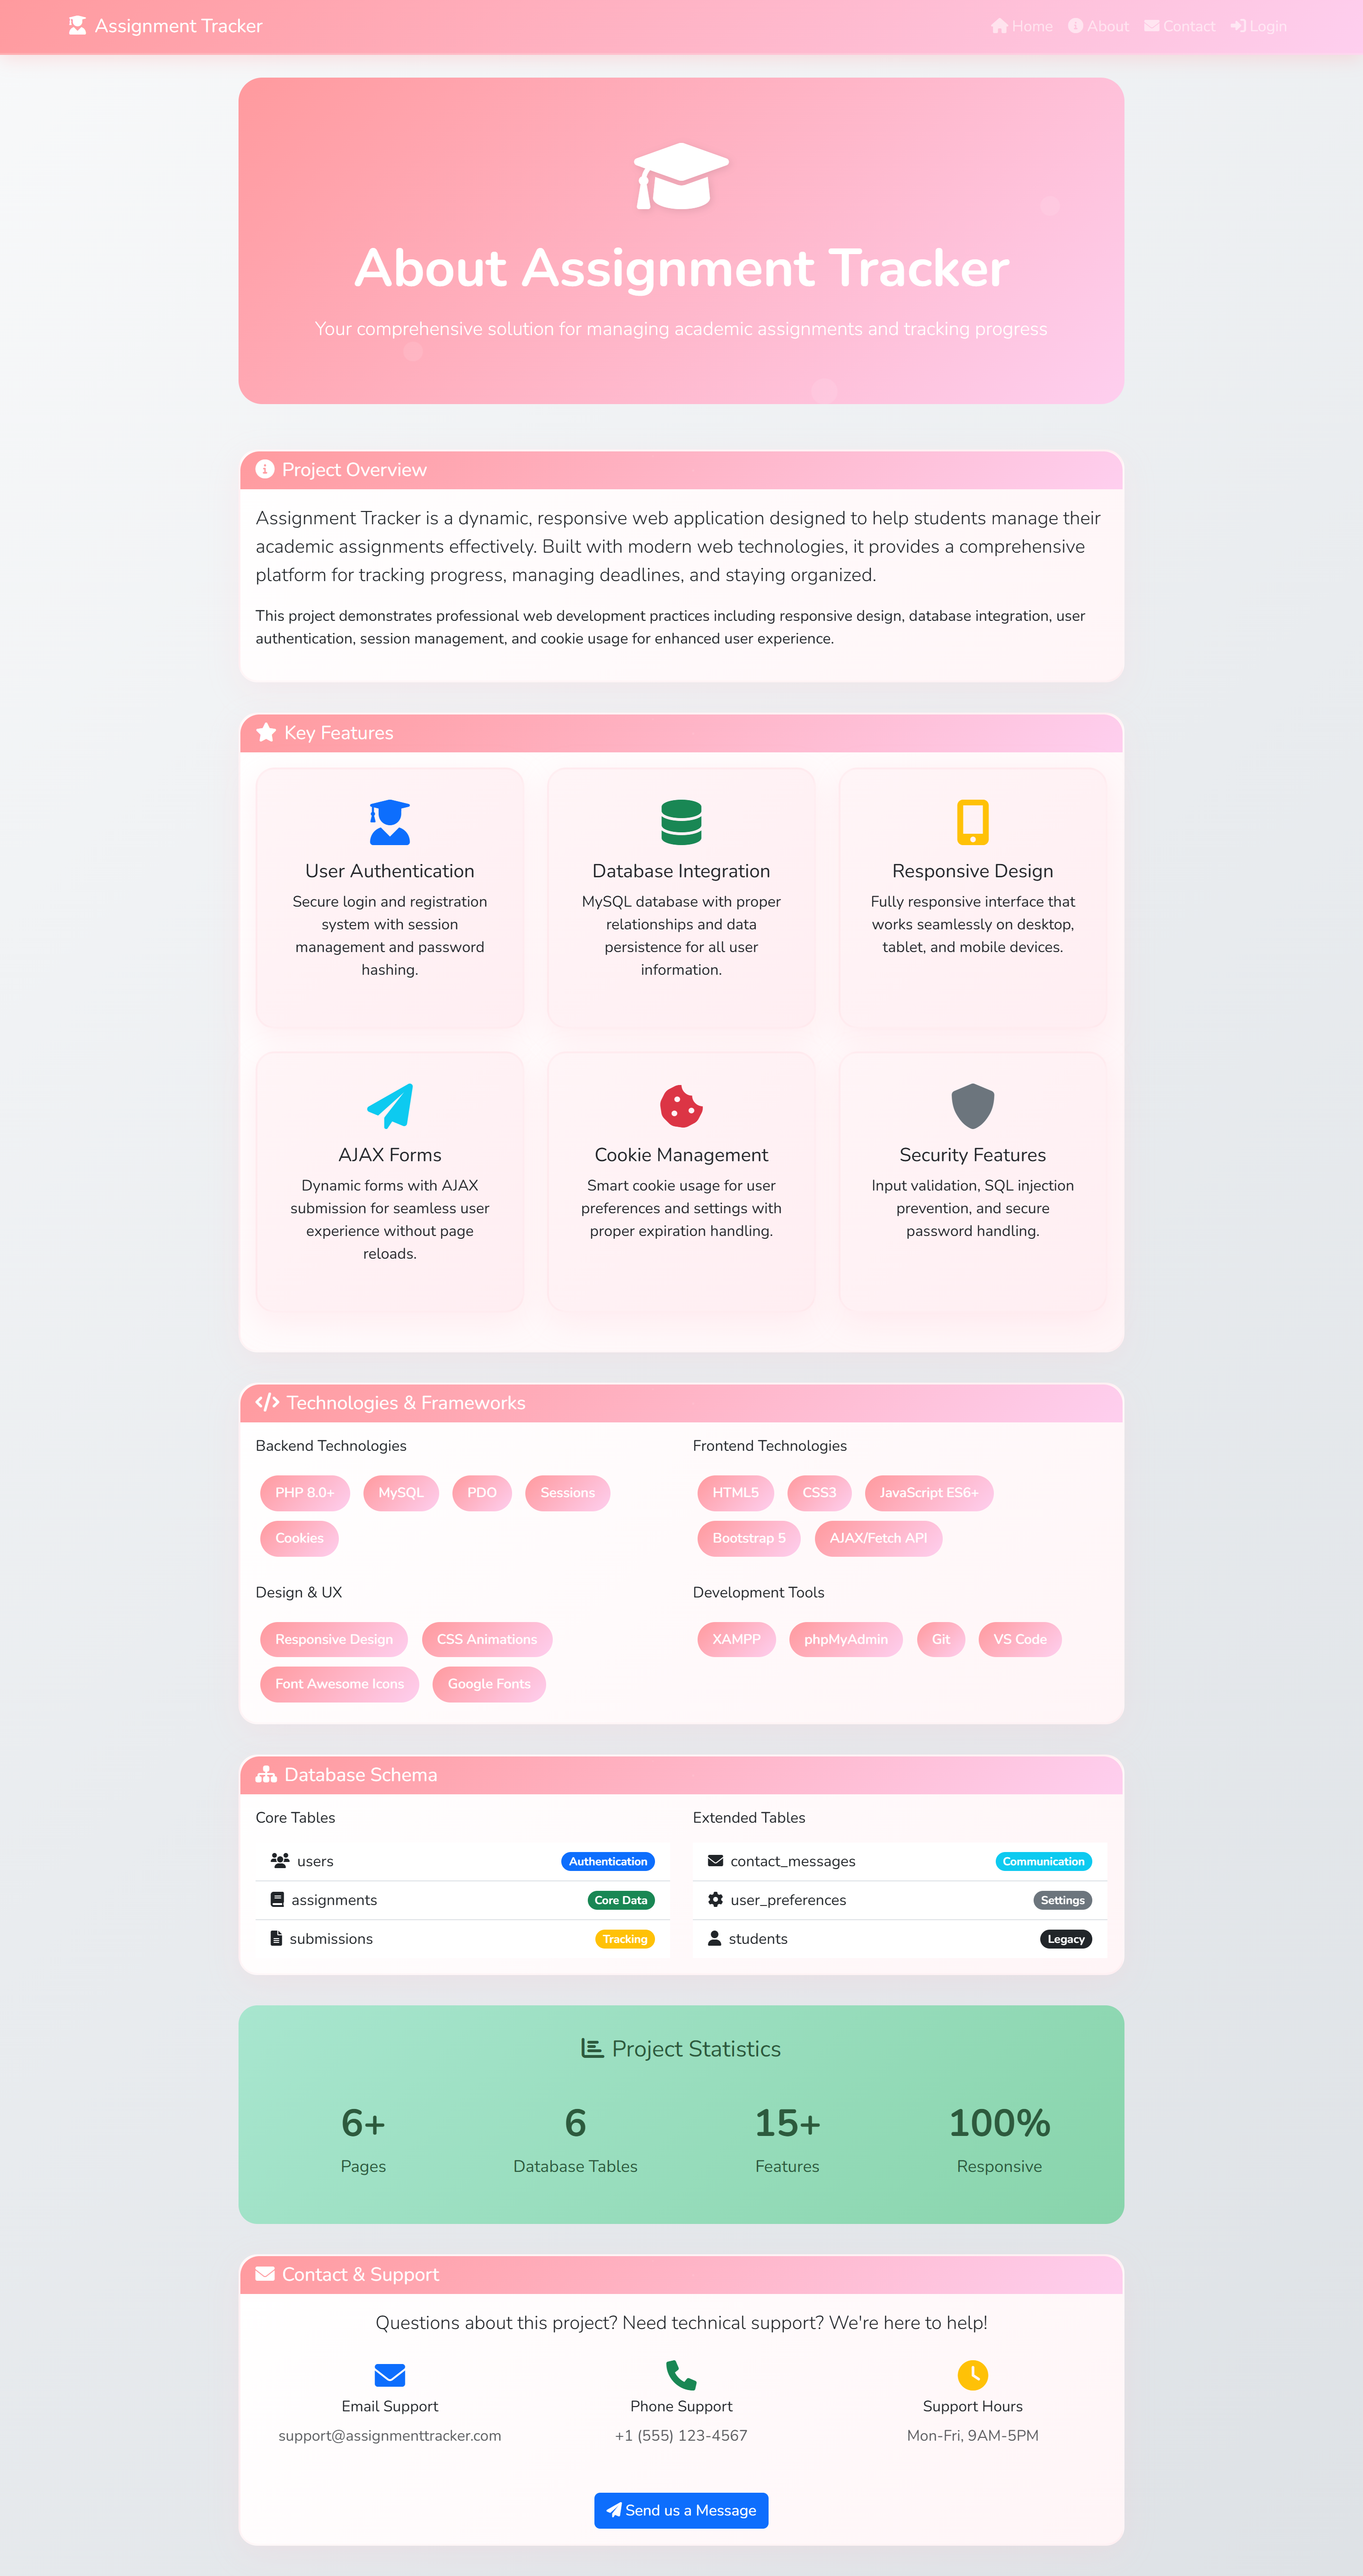 Assignment Tracker
Home About Contact Login
About Assignment Tracker
Your comprehensive solution for managing academic assignments and tracking progress
Project Overview
Assignment Tracker is a dynamic, responsive web application designed to help students manage their
academic assignments effectively. Built with modern web technologies, it provides a comprehensive
platform for tracking progress, managing deadlines, and staying organized.
This project demonstrates professional web development practices including responsive design, database integration, user
authentication, session management, and cookie usage for enhanced user experience.
Key Features
User Authentication
Secure login and registration
system with session
management and password
hashing.
Database Integration
MySQL database with proper
relationships and data
persistence for all user
information.
Responsive Design
Fully responsive interface that
works seamlessly on desktop,
tablet, and mobile devices.
AJAX Forms
Dynamic forms with AJAX
submission for seamless user
experience without page
reloads.
Cookie Management
Smart cookie usage for user
preferences and settings with
proper expiration handling.
Security Features
Input validation, SQL injection
prevention, and secure
password handling.
Technologies & Frameworks
Backend Technologies
PHP 8.0+ MySQL PDO Sessions
Cookies
Frontend Technologies
HTML5 CSS3 JavaScript ES6+
Bootstrap 5 AJAX/Fetch API
Design & UX
Responsive Design CSS Animations
Font Awesome Icons Google Fonts
Development Tools
XAMPP phpMyAdmin Git VS Code
Database Schema
Core Tables
users Authentication
assignments Core Data
submissions Tracking
Extended Tables
contact_messages Communication
user_preferences Settings
students Legacy
Project Statistics
6+
Pages
6
Database Tables
15+
Features
100%
Responsive
Contact & Support
Questions about this project? Need technical support? We're here to help!
Email Support
support@assignmenttracker.com
Phone Support
+1 (555) 123-4567
Support Hours
Mon-Fri, 9AM-5PM
Send us a Message